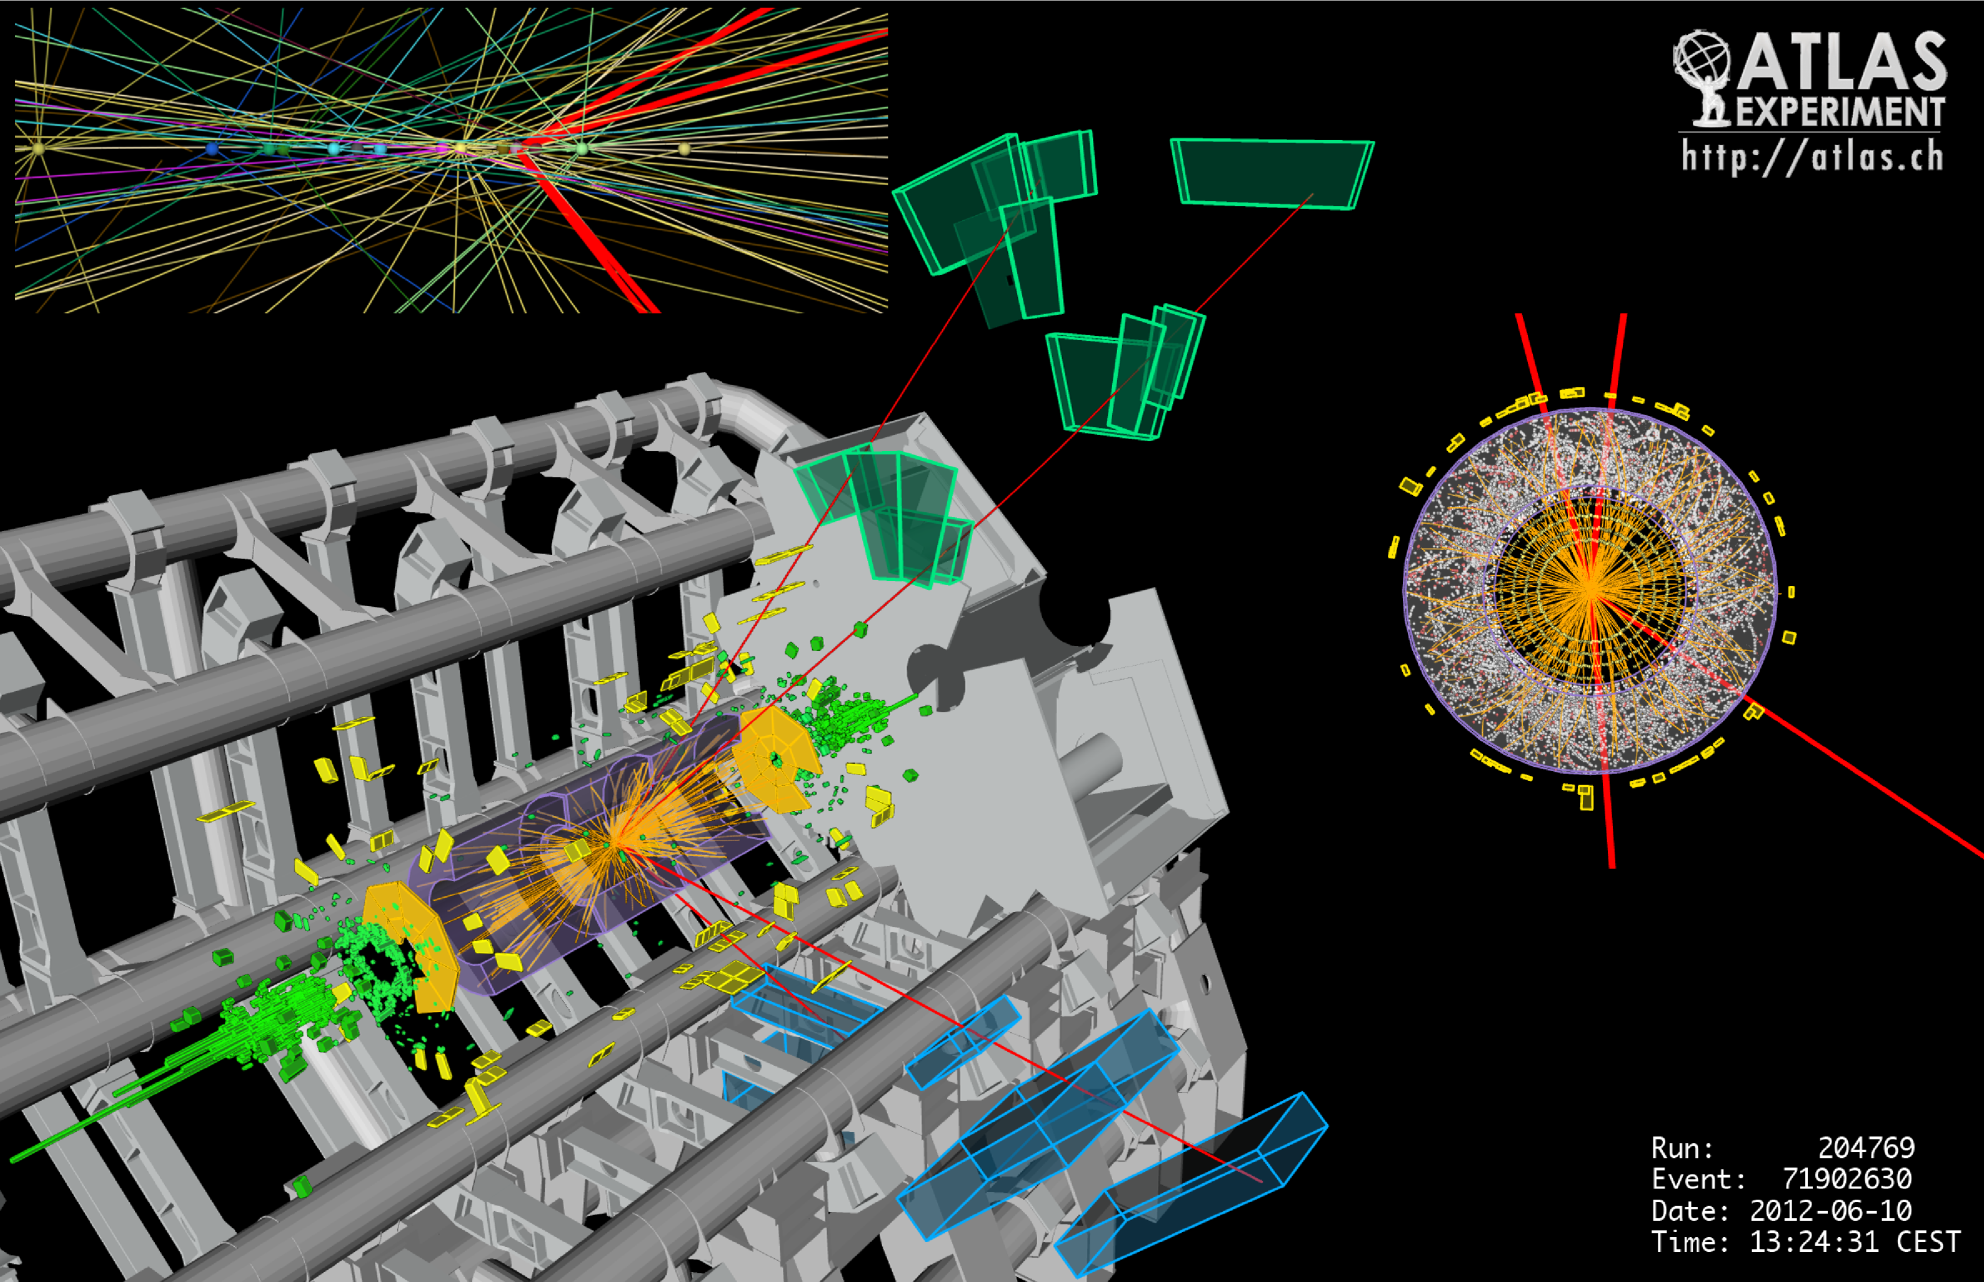 ATLAS
EXPERIMENT
http://atlas.ch
Run: 204769
Event: 71902630
Date: 2012-06-10
Time: 13:24:31 CEST